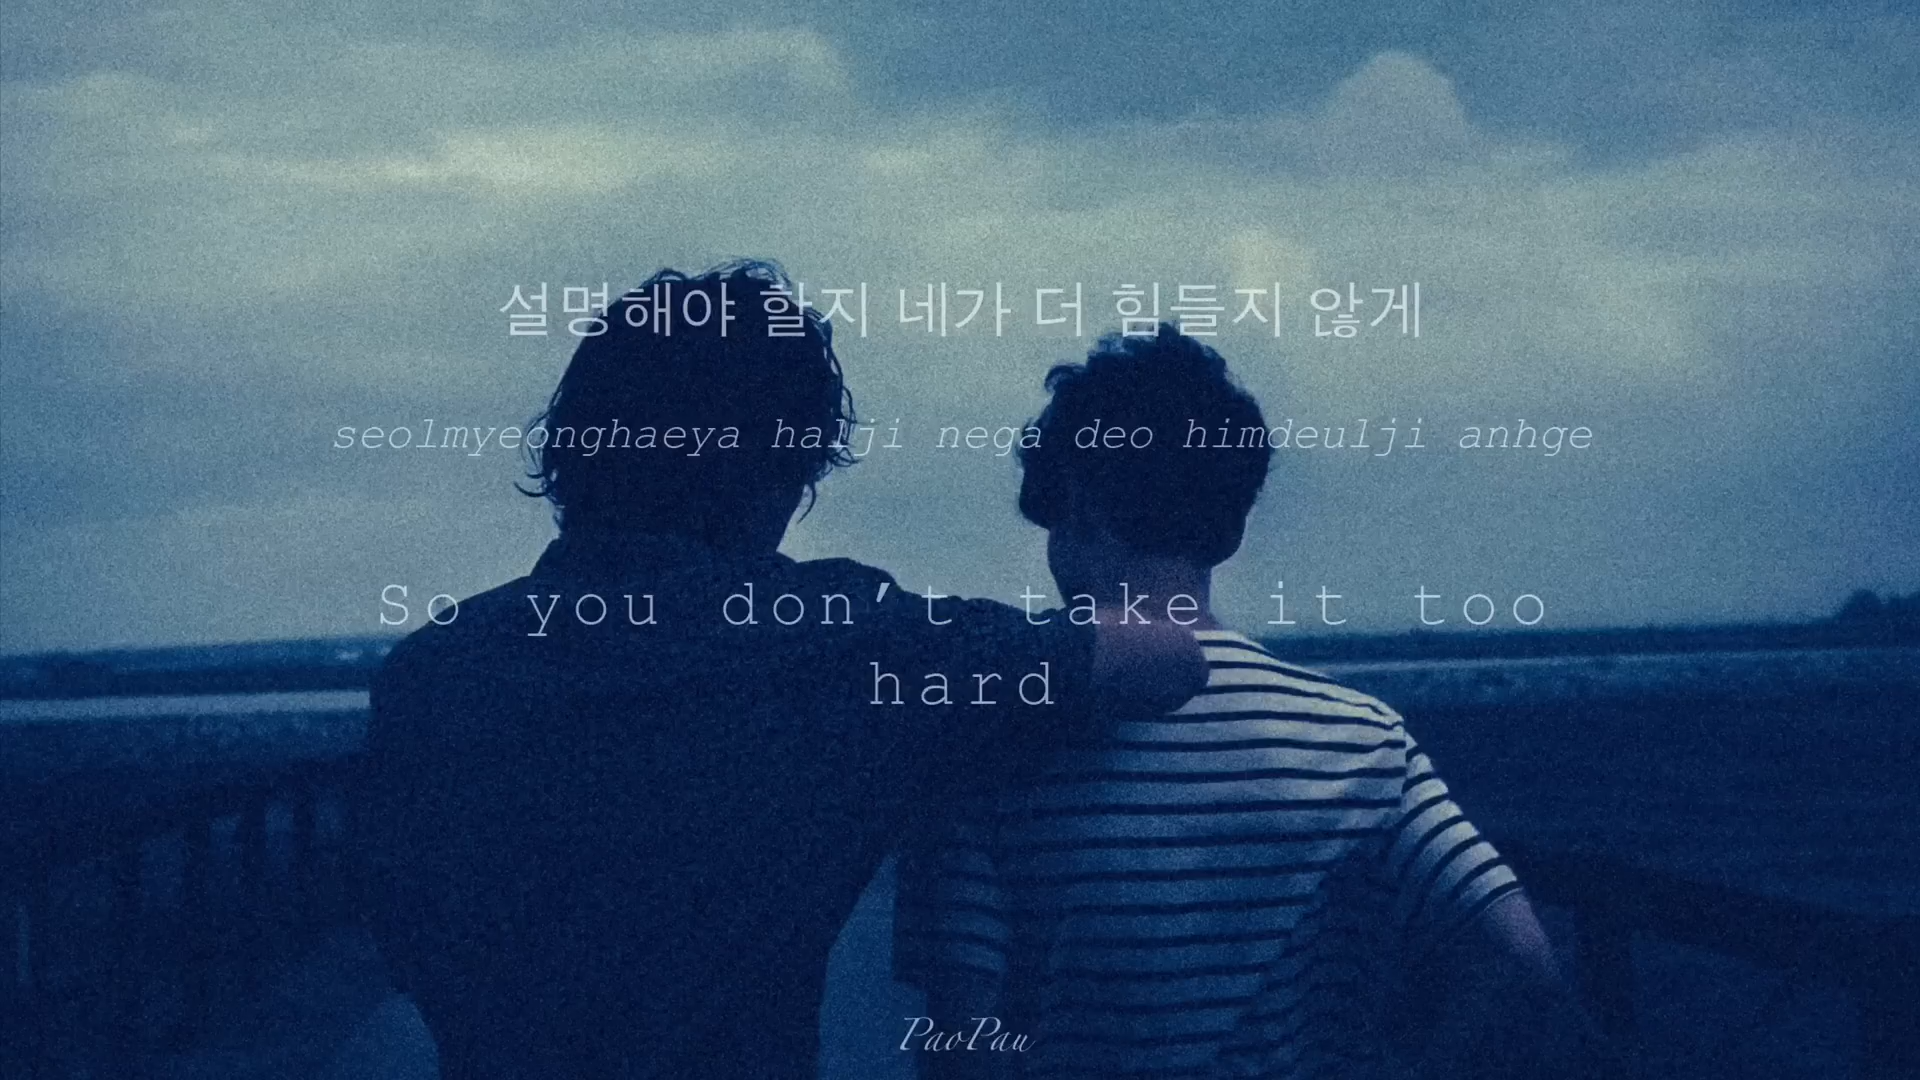 설명해야 할지 네가 더 힘들지 않게
seolmyeonghaeya halji nega deo himdeulji anhge
So you don’t take it too
hard
PaoPau